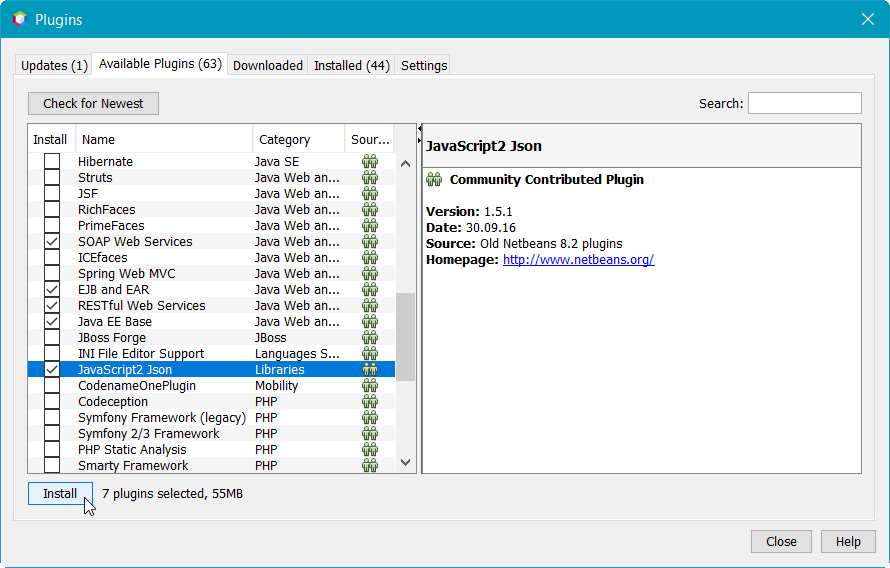 Plugins
Updates (1) Available Plugins (63) Downloaded Installed (44) Settings
Check for Newest Search:
Install Name Category Sour...
Hibernate Java SE
Struts Java Web an...
JSF Java Web an...
RichFaces Java Web an...
PrimeFaces Java Web an...
SOAP Web Services Java Web an...
ICEfaces Java Web an...
Spring Web MVC Java Web an...
EJB and EAR Java Web an...
RESTful Web Services Java Web an...
Java EE Base Java Web an...
JBoss Forge JBoss
INI File Editor Support Languages S...
JavaScript2 Json Libraries
CodenameOnePlugin Mobility
Codeception PHP
Symfony Framework (legacy) PHP
Symfony 2/3 Framework PHP
PHP Static Analysis PHP
Smarty Framework PHP
JavaScript2 Json
Community Contributed Plugin
Version: 1.5.1
Date: 30.09.16
Source: Old Netbeans 8.2 plugins
Homepage: http://www.netbeans.org/
Install 7 plugins selected, 55MB
Close Help